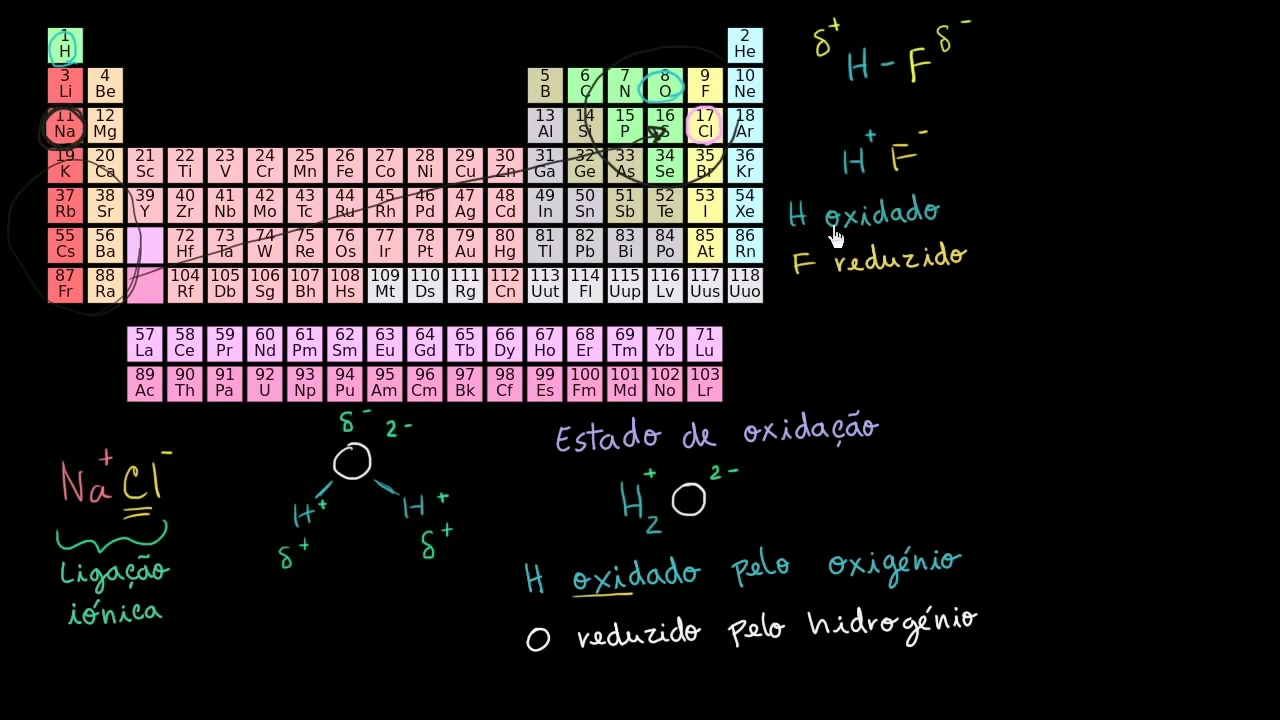 1 2
H He
3 4 5 6 7 8 9 10
Li Be B C N O F Ne
11 12 13 14 15 16 17 18
Na Mg Al Si P S Cl Ar
19 20 21 22 23 24 25 26 27 28 29 30 31 32 33 34 35 36
K Ca Sc Ti V Cr Mn Fe Co Ni Cu Zn Ga Ge As Se Br Kr
37 38 39 40 41 42 43 44 45 46 47 48 49 50 51 52 53 54
Rb Sr Y Zr Nb Mo Tc Ru Rh Pd Ag Cd In Sn Sb Te I Xe
55 56 72 73 74 75 76 77 78 79 80 81 82 83 84 85 86
Cs Ba Hf Ta W Re Os Ir Pt Au Hg Tl Pb Bi Po At Rn
87 88 104 105 106 107 108 109 110 111 112 113 114 115 116 117 118
Fr Ra Rf Db Sg Bh Hs Mt Ds Rg Cn Uut Fl Uup Lv Uus Uuo
57 58 59 60 61 62 63 64 65 66 67 68 69 70 71
La Ce Pr Nd Pm Sm Eu Gd Tb Dy Ho Er Tm Yb Lu
89 90 91 92 93 94 95 96 97 98 99 100 101 102 103
Ac Th Pa U Np Pu Am Cm Bk Cf Es Fm Md No Lr
δ+ H - F δ-
H+ F-
H oxidado
F reduzido
Na+ Cl-
Ligação
iónica
δ- 2-
O
H+ H+
δ+ δ+
Estado de oxidação
H2+ O2-
H oxidado pelo oxigénio
O reduzido pelo hidrogénio